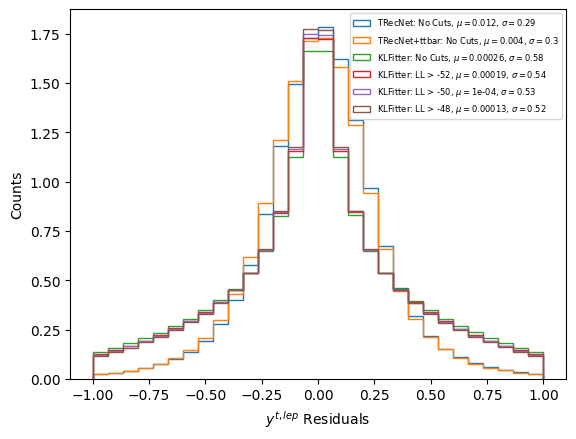 TRecNet: No Cuts, μ = 0.012, σ = 0.29
TRecNet+ttbar: No Cuts, μ = 0.004, σ = 0.3
KLFitter: No Cuts, μ = 0.00026, σ = 0.58
KLFitter: LL > -52, μ = 0.00019, σ = 0.54
KLFitter: LL > -50, μ = 1e-04, σ = 0.53
KLFitter: LL > -48, μ = 0.00013, σ = 0.52
Counts
1.75
1.50
1.25
1.00
0.75
0.50
0.25
0.00
−1.00 −0.75 −0.50 −0.25 0.00 0.25 0.50 0.75 1.00
y^{t, lep} Residuals